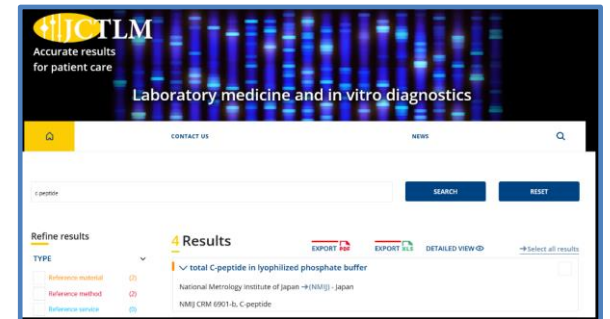 JCTLM
Accurate results
for patient care
Laboratory medicine and in vitro diagnostics
CONTACT US
NEWS
c peptide
SEARCH
RESET
Refine results
4 Results
EXPORT PDF
EXPORT XLS
DETAILED VIEW
→Select all results
TYPE
total C-peptide in lyophilized phosphate buffer
Reference material
(2)
National Metrology Institute of Japan →(NMIJ) - Japan
Reference method
(2)
NMIJ CRM 6901-b, C-peptide
Reference service
(0)